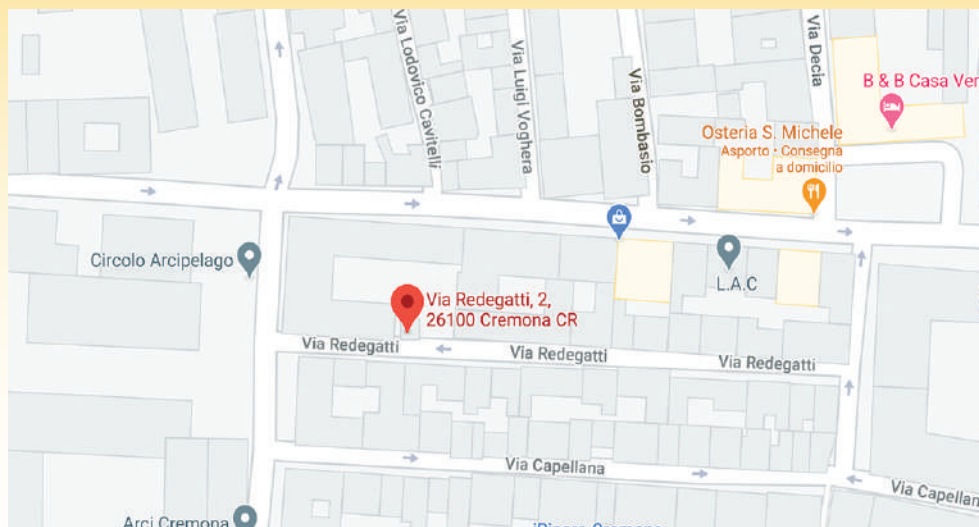 Via Lodovico Cavitelli
Via Luigi Voghera
Via Bombasio
Via Decia
B & B Casa Ver
Osteria S. Michele
Asporto · Consegna
a domicilio
Circolo Arcipelago
L.A.C
Via Redegatti, 2,
26100 Cremona CR
Via Redegatti
Via Redegatti
Via Redegatti
Via Capellana
Via Capellan
Arci Cremona